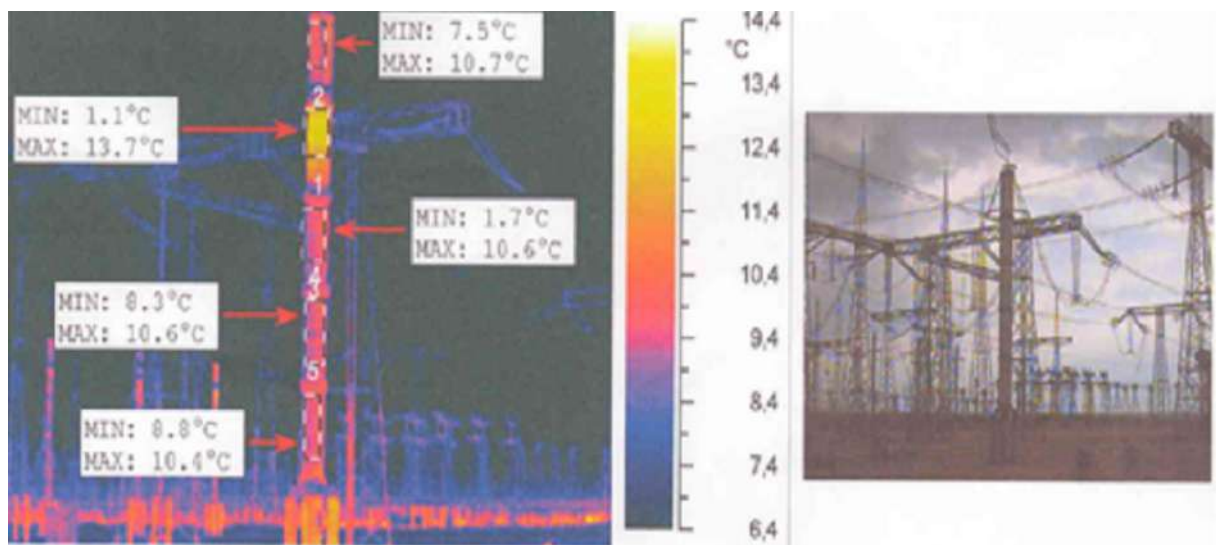 MIN: 7.5°C
MAX: 10.7°C
2
MIN: 1.1°C
MAX: 13.7°C
1
MIN: 1.7°C
MAX: 10.6°C
4
3
MIN: 8.3°C
MAX: 10.6°C
5
MIN: 8.8°C
MAX: 10.4°C
14,4
°C
13,4
12,4
11,4
10,4
9,4
8,4
7,4
6,4